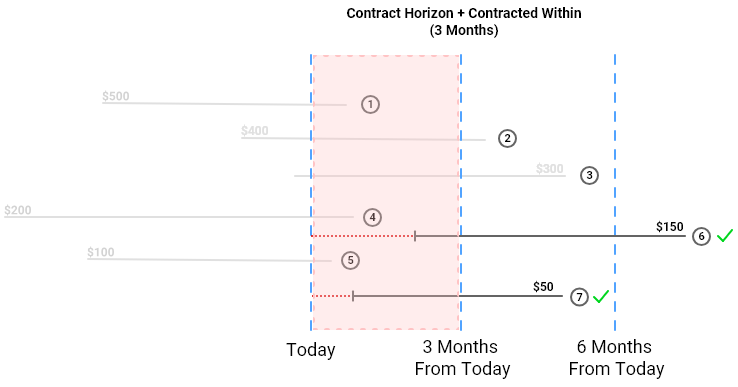 Contract Horizon + Contracted Within
(3 Months)
$500
1
$400
2
$300
3
$200
4
$150
6
$100
5
$50
7
Today
3 Months
From Today
6 Months
From Today